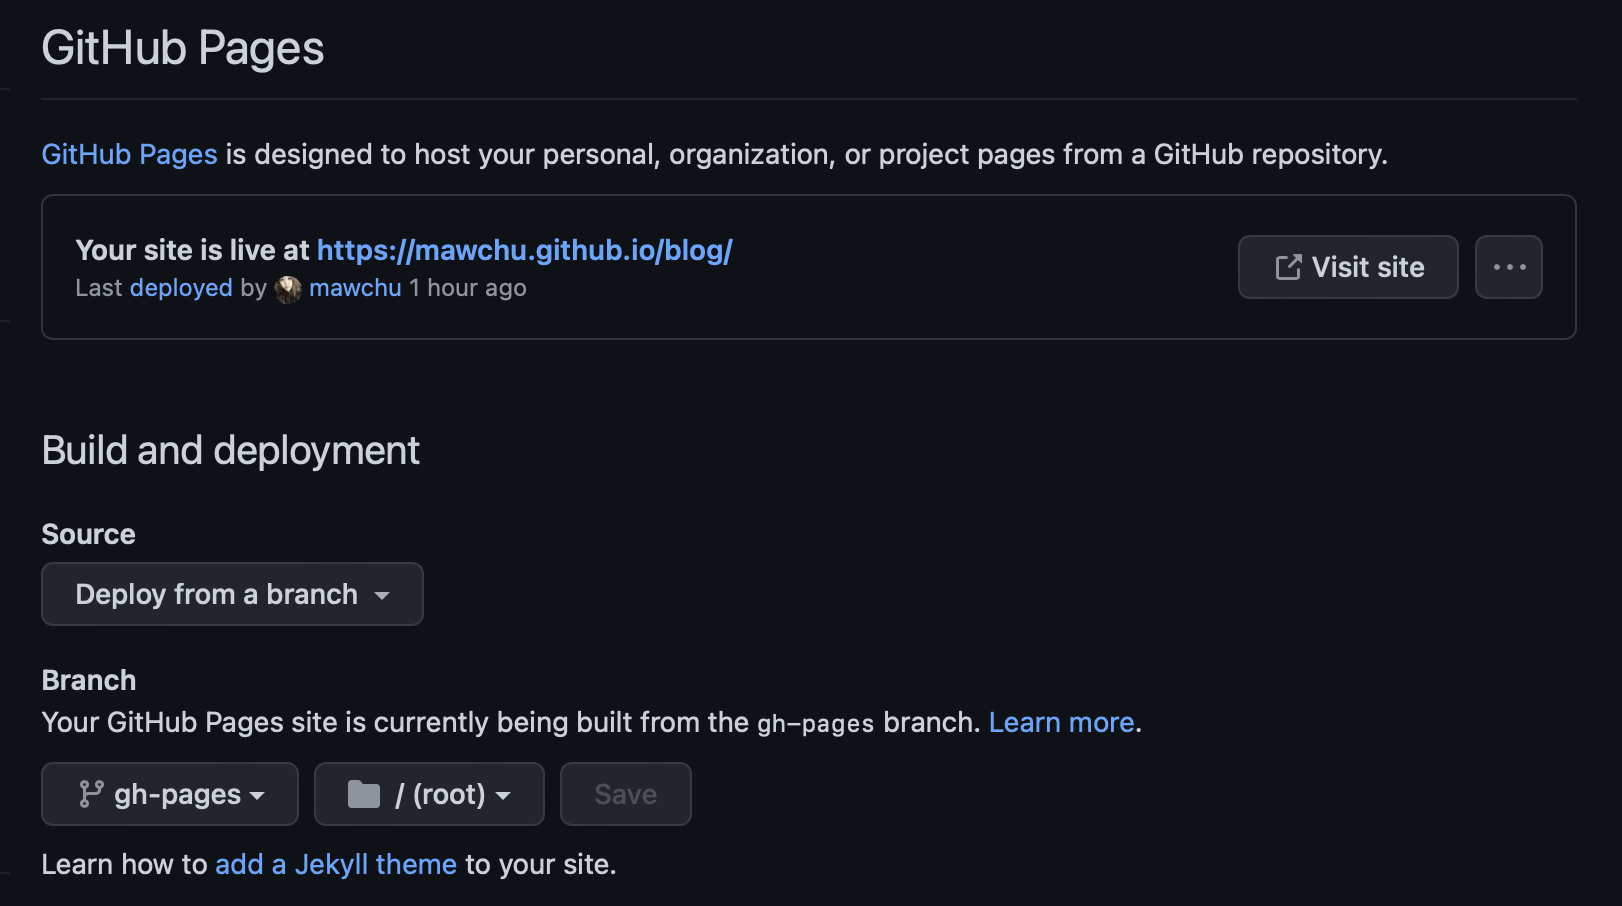 GitHub Pages
GitHub Pages is designed to host your personal, organization, or project pages from a GitHub repository.
Your site is live at https://mawchu.github.io/blog/
Last deployed by mawchu 1 hour ago
Visit site
Build and deployment
Source
Deploy from a branch
Branch
Your GitHub Pages site is currently being built from the gh-pages branch. Learn more.
gh-pages / (root) Save
Learn how to add a Jekyll theme to your site.